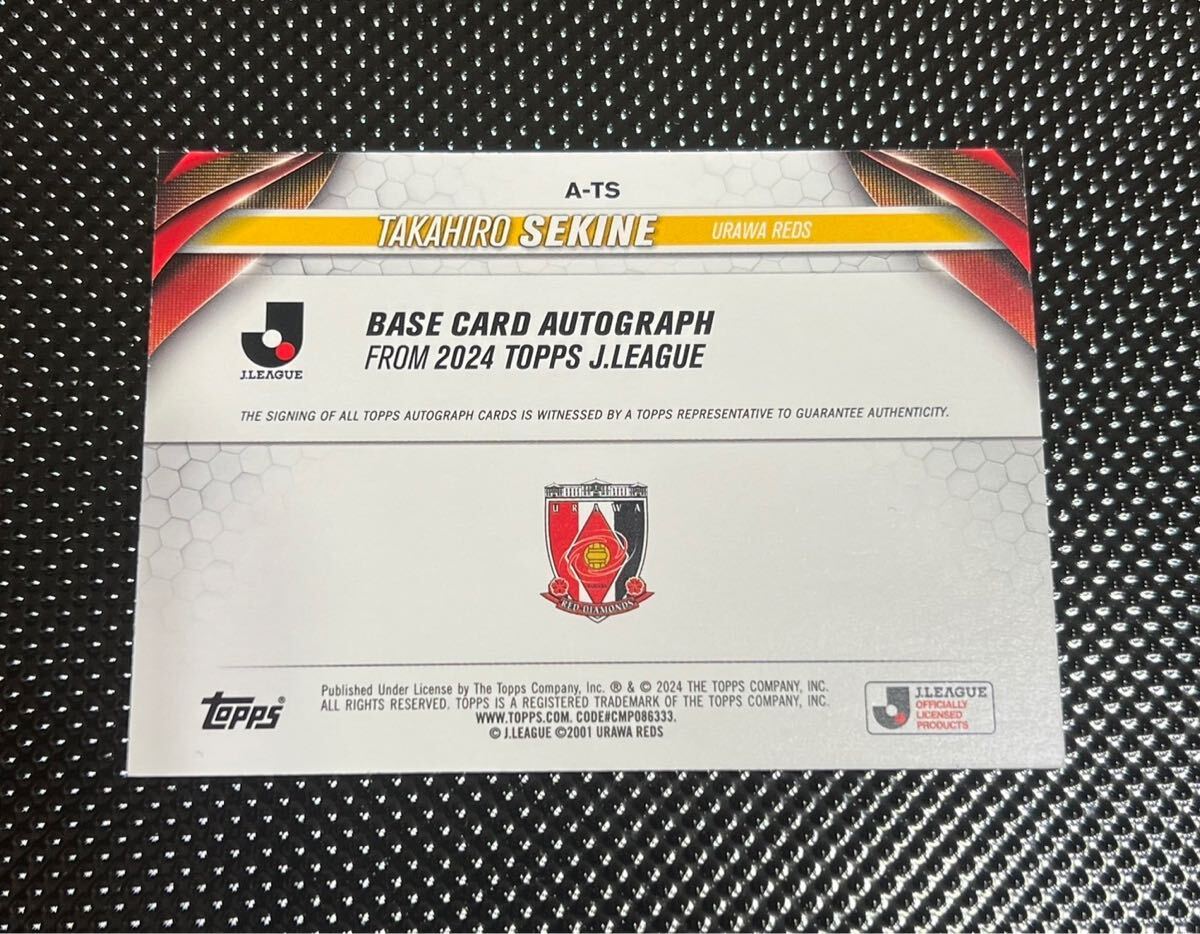 A-TS
TAKAHIRO SEKINE URAWA REDS
J.LEAGUE
BASE CARD AUTOGRAPH
FROM 2024 TOPPS J.LEAGUE
THE SIGNING OF ALL TOPPS AUTOGRAPH CARDS IS WITNESSED BY A TOPPS REPRESENTATIVE TO GUARANTEE AUTHENTICITY.
URAWA
RED DIAMONDS
topps®
Published Under License by The Topps Company, Inc. ® & © 2024 THE TOPPS COMPANY, INC.
ALL RIGHTS RESERVED. TOPPS IS A REGISTERED TRADEMARK OF THE TOPPS COMPANY, INC.
WWW.TOPPS.COM. CODE#CMP086333.
© J.LEAGUE ©2001 URAWA REDS
J.LEAGUE
OFFICIALLY
LICENSED
PRODUCTS